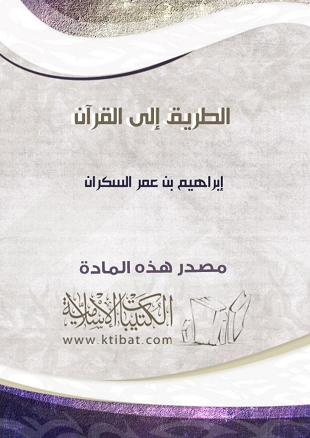 الطريق إلى القرآن
إبراهيم بن عمر السكران
مصدر هذه المادة
الكتيبات الإسلامية
www.ktibat.com